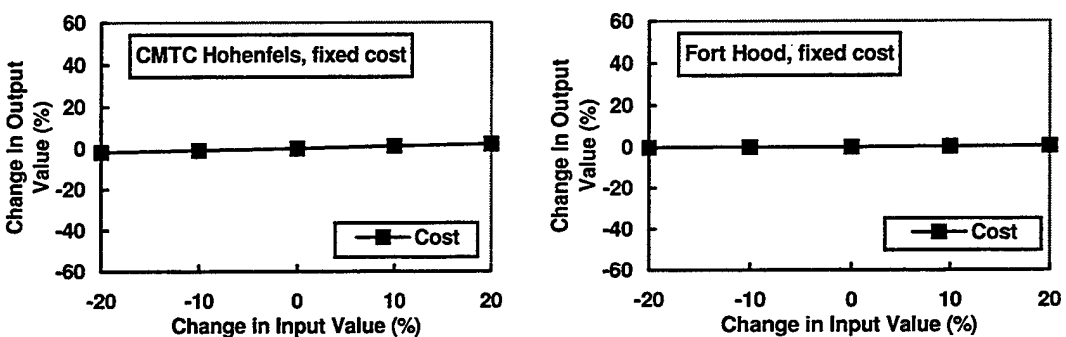 CMTC Hohenfels, fixed cost
Change in Output
Value (%)
60
40
20
0
-20
-40
-60
Cost
-20 -10 0 10 20
Change in Input Value (%)
Fort Hood, fixed cost
Change in Output
Value (%)
60
40
20
0
-20
-40
-60
Cost
-20 -10 0 10 20
Change in Input Value (%)